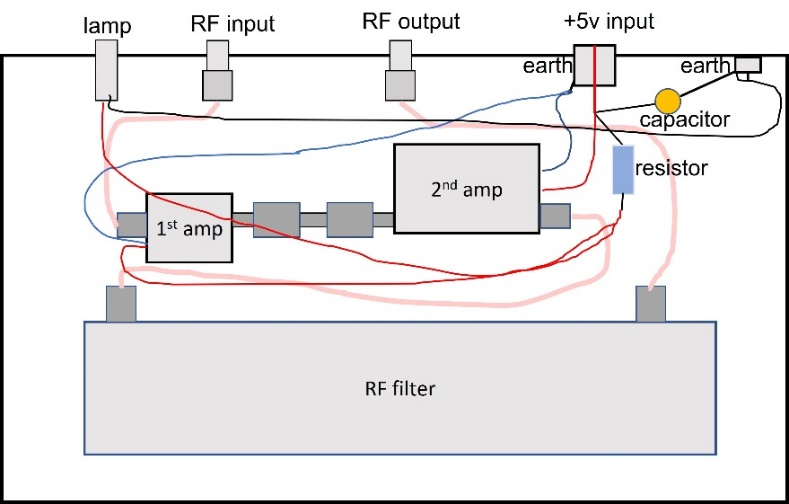 lamp
RF input
RF output
+5v input
earth
earth
capacitor
resistor
1st amp
2nd amp
RF filter